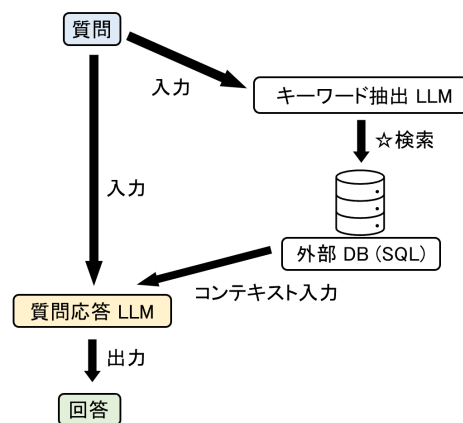 質問
入力
キーワード抽出 LLM
☆検索
入力
外部 DB (SQL)
コンテキスト入力
質問応答 LLM
出力
回答